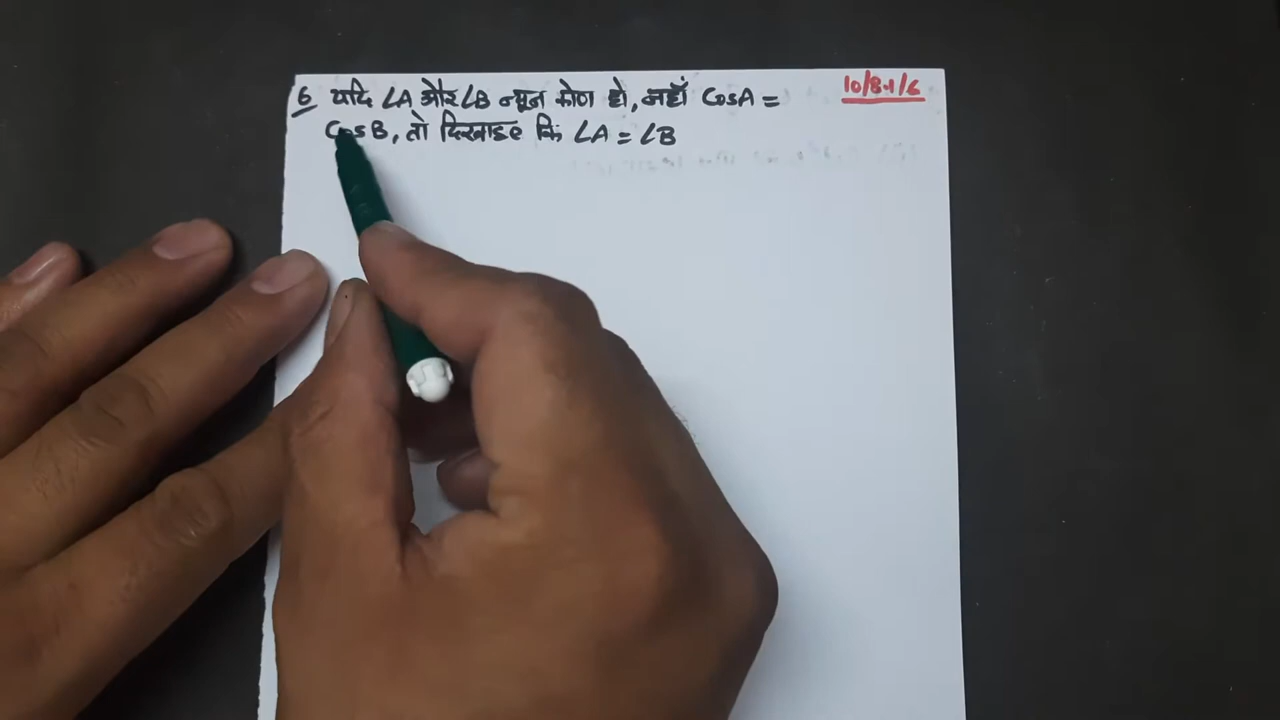 6 यदि ∠A और ∠B न्यून कोण हो, जहाँ CosA =
CosB, तो दिखाइए कि ∠A = ∠B
10/8.1/6